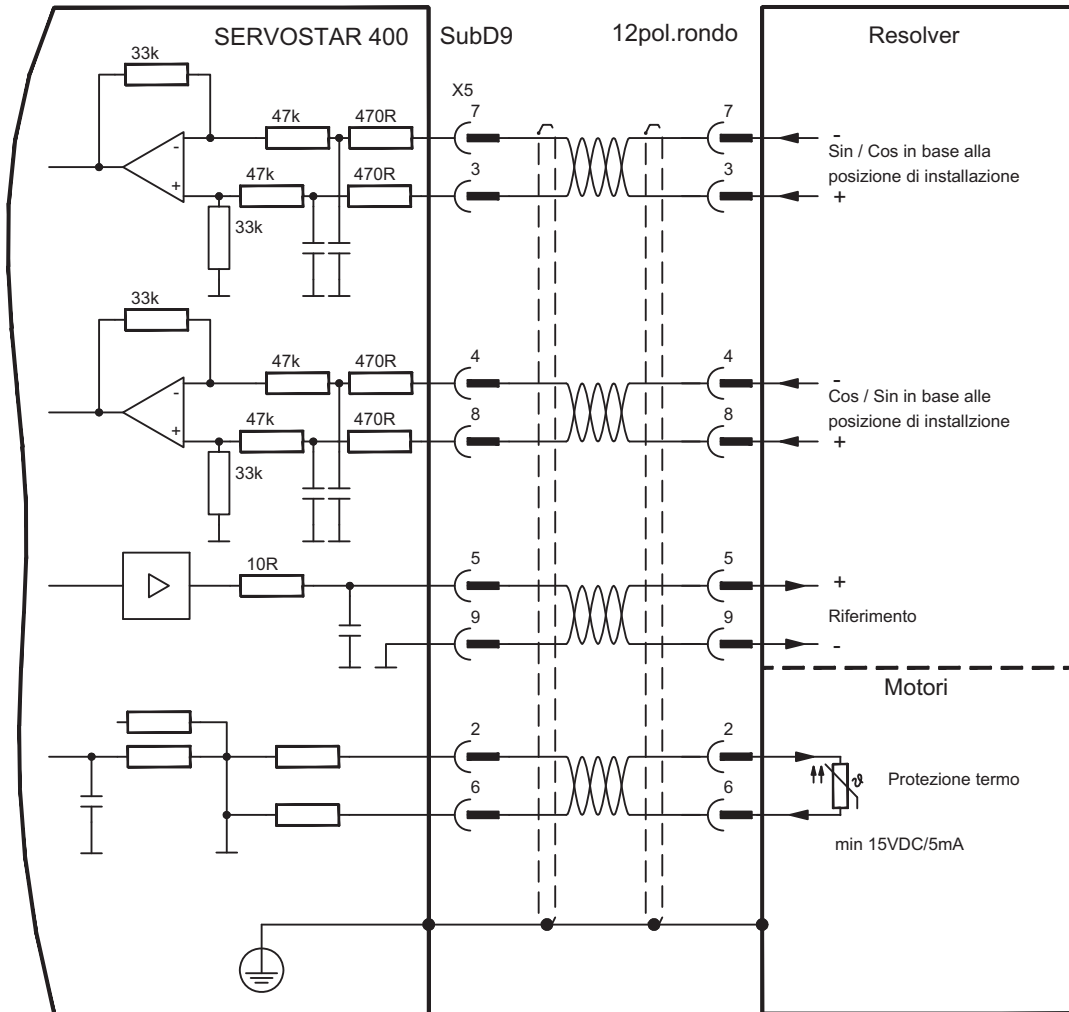 SERVOSTAR 400
SubD9
12pol.rondo
Resolver
33k
X5
47k
470R
7
7
-
Sin / Cos in base alla
posizione di installazione
-
+
47k
470R
3
3
+
33k
33k
47k
470R
4
4
-
Cos / Sin in base alle
posizione di installzione
-
+
47k
470R
8
8
+
33k
10R
5
5
+
Riferimento
9
9
-
Motori
2
2
ϑ
Protezione termo
6
6
min 15VDC/5mA